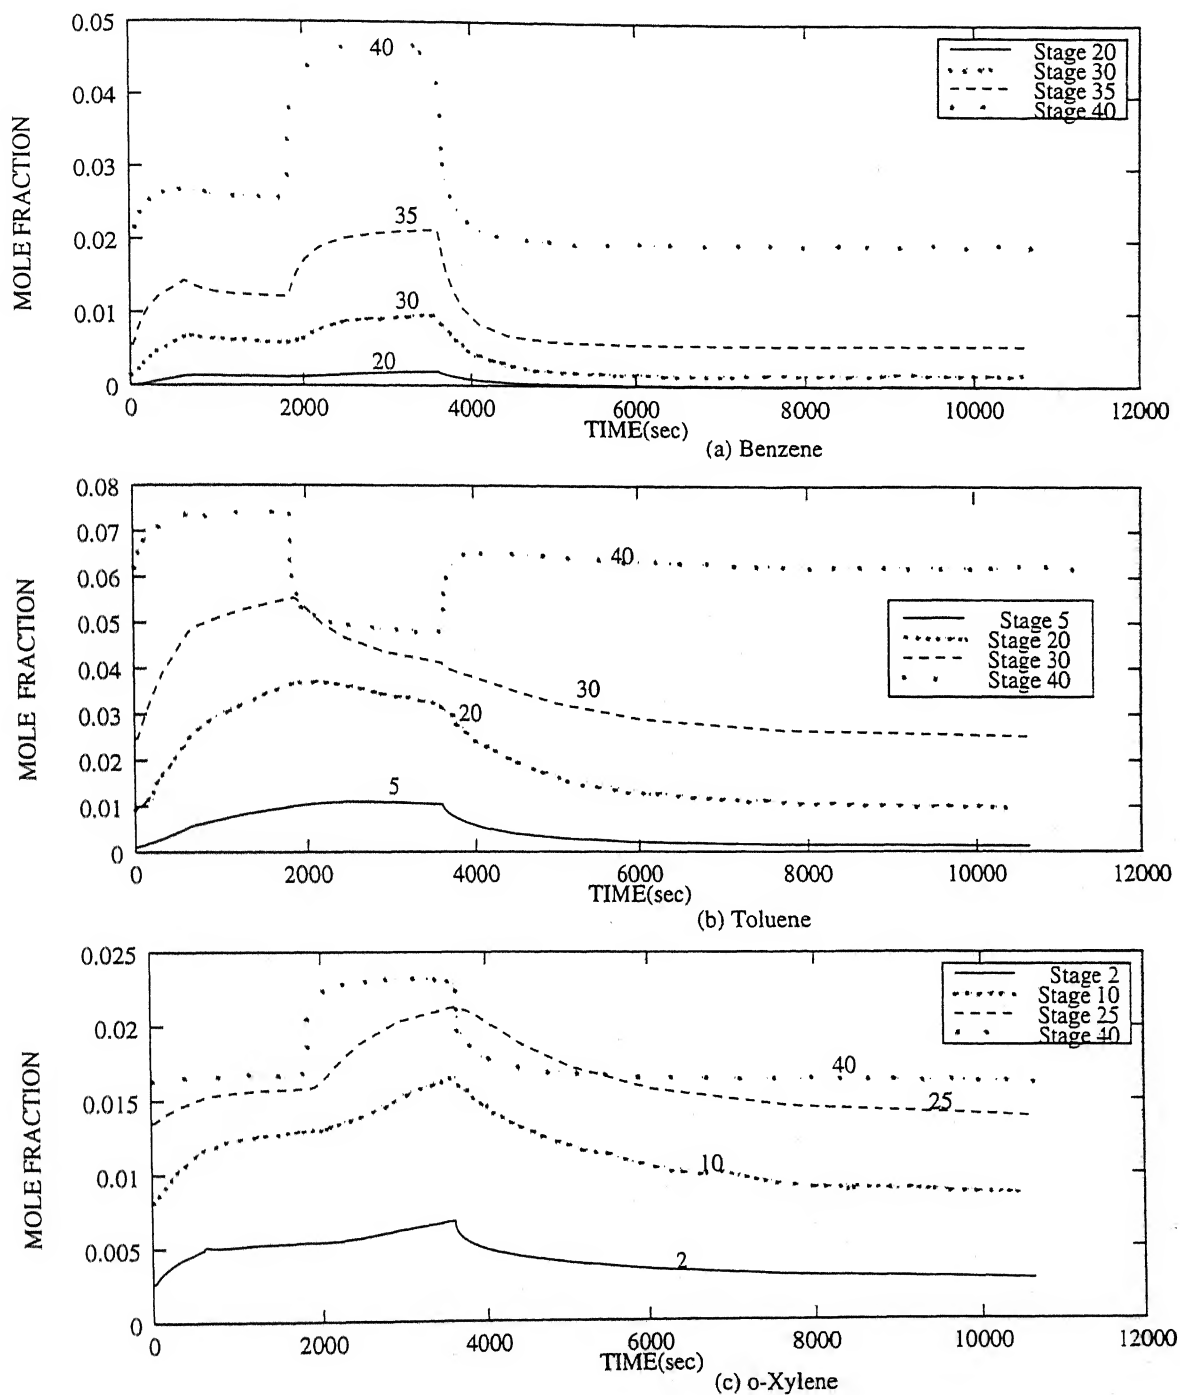 0.05
0.04
0.03
0.02
0.01
0
MOLE FRACTION
40
35
30
20
Stage 20
Stage 30
Stage 35
Stage 40
0 2000 4000 6000 8000 10000 12000
TIME(sec)
(a) Benzene
0.08
0.07
0.06
0.05
0.04
0.03
0.02
0.01
0
MOLE FRACTION
40
30
20
5
Stage 5
Stage 20
Stage 30
Stage 40
0 2000 4000 6000 8000 10000 12000
TIME(sec)
(b) Toluene
0.025
0.02
0.015
0.01
0.005
0
MOLE FRACTION
40
25
10
2
Stage 2
Stage 10
Stage 25
Stage 40
0 2000 4000 6000 8000 10000 12000
TIME(sec)
(c) o-Xylene